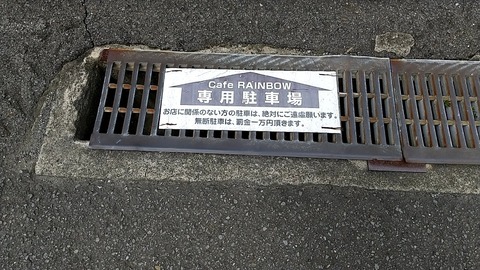 Cafe RAINBOW
専用駐車場
お店に関係のない方の駐車は、絶対にご遠慮願います。
無断駐車は、罰金一万円頂きます。